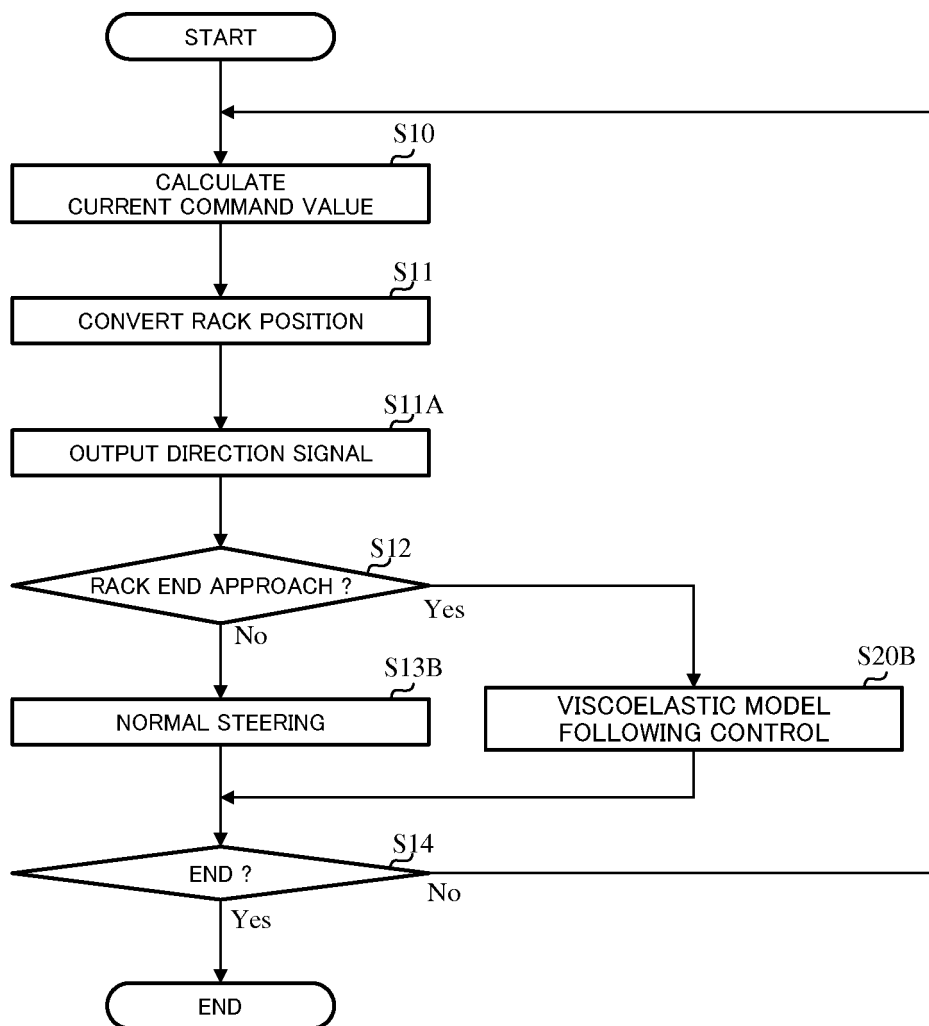 START
S10
CALCULATE
CURRENT COMMAND VALUE
S11
CONVERT RACK POSITION
S11A
OUTPUT DIRECTION SIGNAL
S12
RACK END APPROACH ?
Yes
No
S13B
NORMAL STEERING
S20B
VISCOELASTIC MODEL
FOLLOWING CONTROL
S14
END ?
No
Yes
END